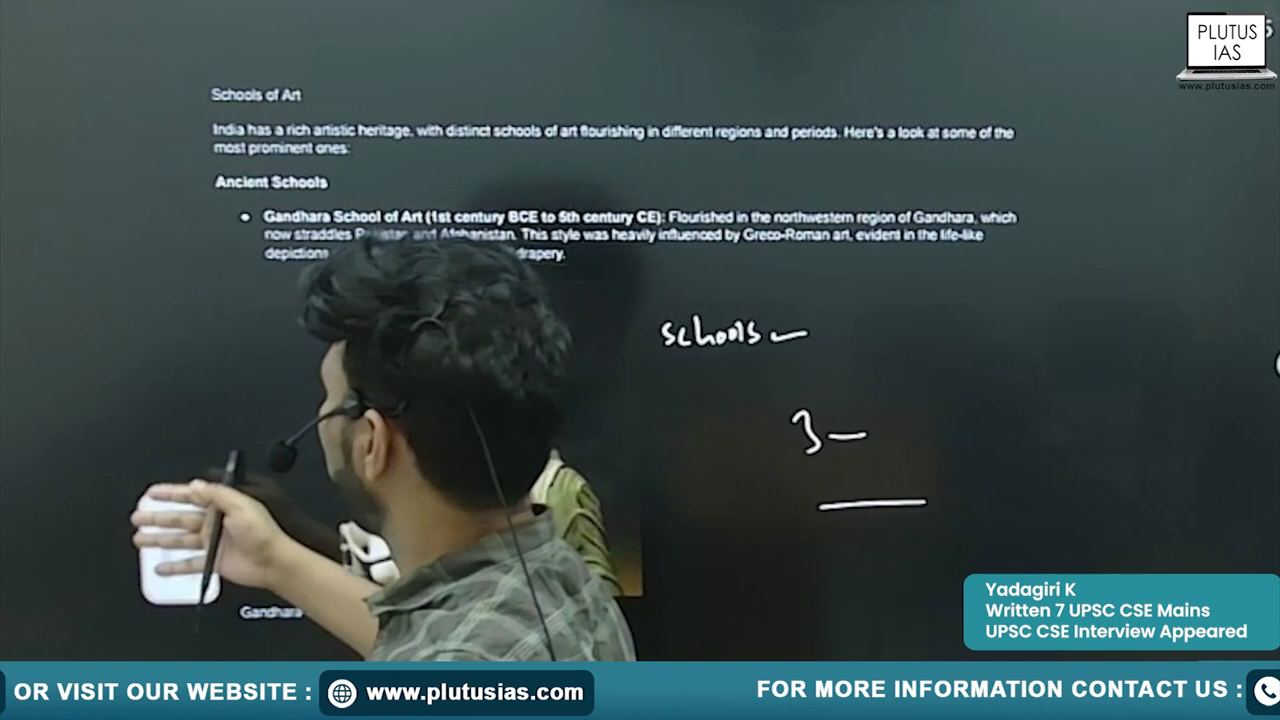 PLUTUS
IAS
www.plutusias.com
Schools of Art
India has a rich artistic heritage, with distinct schools of art flourishing in different regions and periods. Here's a look at some of the
most prominent ones:
Ancient Schools
Gandhara School of Art (1st century BCE to 5th century CE): Flourished in the northwestern region of Gandhara, which
now straddles and Afghanistan. This style was heavily influenced by Greco-Roman art, evident in the life-like
depictions drapery.
schools
3
Gandhara
Yadagiri K
Written 7 UPSC CSE Mains
UPSC CSE Interview Appeared
OR VISIT OUR WEBSITE : www.plutusias.com FOR MORE INFORMATION CONTACT US :